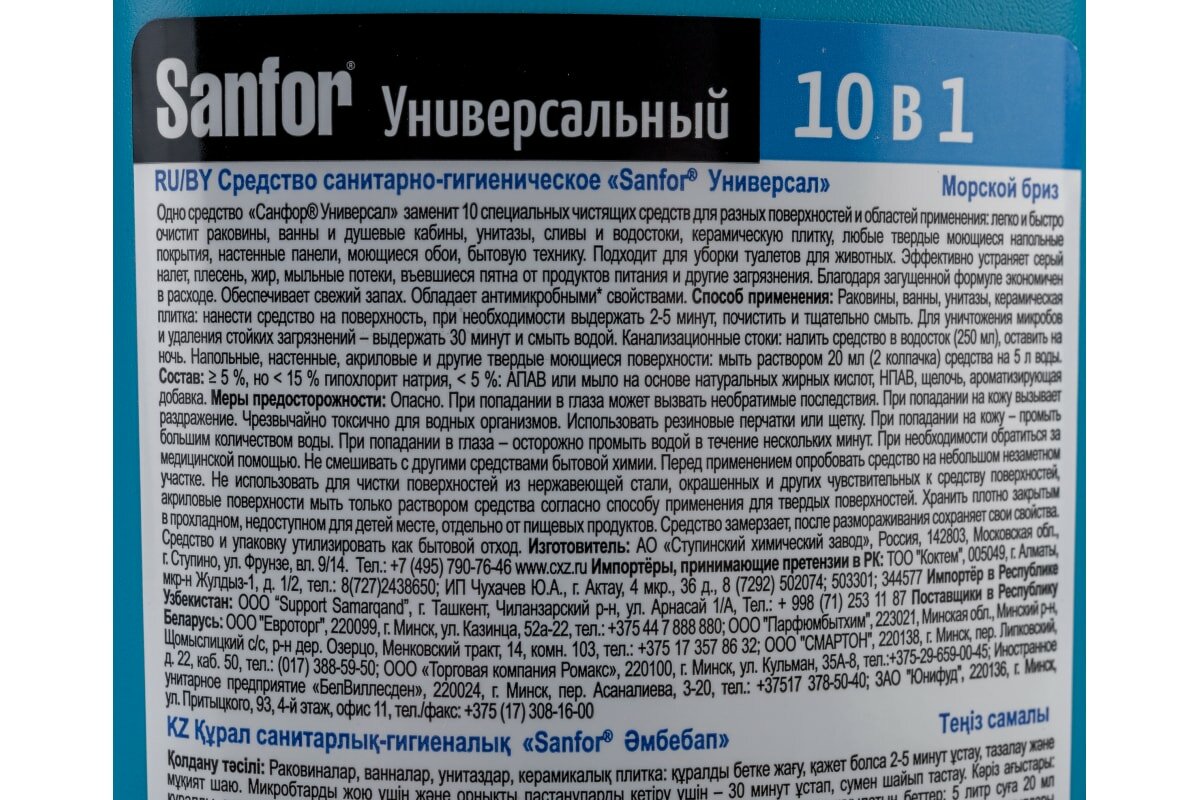 Sanfor® Универсальный 10 в 1
RU/BY Средство санитарно-гигиеническое «Sanfor® Универсал» Морской бриз
Одно средство «Санфор® Универсал» заменит 10 специальных чистящих средств для разных поверхностей и областей применения: легко и быстро
очистит раковины, ванны и душевые кабины, унитазы, сливы и водостоки, керамическую плитку, любые твердые моющиеся напольные
покрытия, настенные панели, моющиеся обои, бытовую технику. Подходит для уборки туалетов для животных. Эффективно устраняет серый
налет, плесень, жир, мыльные потеки, въевшиеся пятна от продуктов питания и другие загрязнения. Благодаря загущенной формуле экономичен
в расходе. Обеспечивает свежий запах. Обладает антимикробными* свойствами. Способ применения: Раковины, ванны, унитазы, керамическая
плитка: нанести средство на поверхность, при необходимости выдержать 2-5 минут, почистить и тщательно смыть. Для уничтожения микробов
и удаления стойких загрязнений – выдержать 30 минут и смыть водой. Канализационные стоки: налить средство в водосток (250 мл), оставить на
ночь. Напольные, настенные, акриловые и другие твердые моющиеся поверхности: мыть раствором 20 мл (2 колпачка) средства на 5 л воды.
Состав: ≥ 5 %, но < 15 % гипохлорит натрия, < 5 %: АПАВ или мыло на основе натуральных жирных кислот, НПАВ, щелочь, ароматизирующая
добавка. Меры предосторожности: Опасно. При попадании в глаза может вызвать необратимые последствия. При попадании на кожу вызывает
раздражение. Чрезвычайно токсично для водных организмов. Использовать резиновые перчатки или щетку. При попадании на кожу – промыть
большим количеством воды. При попадании в глаза – осторожно промыть водой в течение нескольких минут. При необходимости обратиться за
медицинской помощью. Не смешивать с другими средствами бытовой химии. Перед применением опробовать средство на небольшом незаметном
участке. Не использовать для чистки поверхностей из нержавеющей стали, окрашенных и других чувствительных к средству поверхностей,
акриловые поверхности мыть только раствором средства согласно способу применения для твердых поверхностей. Хранить плотно закрытым
в прохладном, недоступном для детей месте, отдельно от пищевых продуктов. Средство замерзает, после размораживания сохраняет свои свойства.
Средство и упаковку утилизировать как бытовой отход. Изготовитель: АО «Ступинский химический завод», Россия, 142803, Московская обл.,
г. Ступино, ул. Фрунзе, вл. 9/14. Тел.: +7 (495) 790-76-46 www.cxz.ru Импортёры, принимающие претензии в РК: ТОО "Коктем", 005049, г. Алматы,
мкр-н Жулдыз-1, д. 1/2, тел.: 8(727)2438650; ИП Чухачев Ю.А., г. Актау, 4 мкр., 36 д., 8 (7292) 502074; 503301; 344577 Импортёр в Республике
Узбекистан: ООО "Support Samarqand", г. Ташкент, Чиланзарский р-н, ул. Арнасай 1/А, Тел.: + 998 (71) 253 11 87 Поставщики в Республику
Беларусь: ООО "Евроторг", 220099, г. Минск, ул. Казинца, 52а-22, тел.: +375 44 7 888 880; ООО "Парфюмбытхим", 223021, Минская обл., Минский р-н,
Щомыслицкий с/с, р-н дер. Озерцо, Менковский тракт, 14, комн. 103, тел.: +375 17 357 86 32; ООО "СМАРТОН", 220138, г. Минск, пер. Липковский,
д. 22, каб. 50, тел.: (017) 388-59-50; ООО «Торговая компания Ромакс», 220100, г. Минск, ул. Кульман, 35А-8, тел.:+375-29-659-00-45; Иностранное
унитарное предприятие «БелВиллесден», 220024, г. Минск, пер. Асаналиева, 3-20, тел.: +37517 378-50-40; ЗАО "Юнифуд", 220136, г. Минск,
ул. Притыцкого, 93, 4-й этаж, офис 11, тел./факс: +375 (17) 308-16-00
KZ Құрал санитарлық-гигиеналық «Sanfor® Әмбебап» Теңіз самалы
Қолдану тәсілі: Раковиналар, ванналар, унитаздар, керамикалық плитка: құралды бетке жағу, қажет болса 2-5 минут ұстау, тазалау және
мұқият шаю. Микробтарды жою үшін және орнықты ластануларды кетіру үшін – 30 минут ұстап, сумен шайып тастау. Кәріз ағыстары:
беттер: 5 литр суға 20 мл